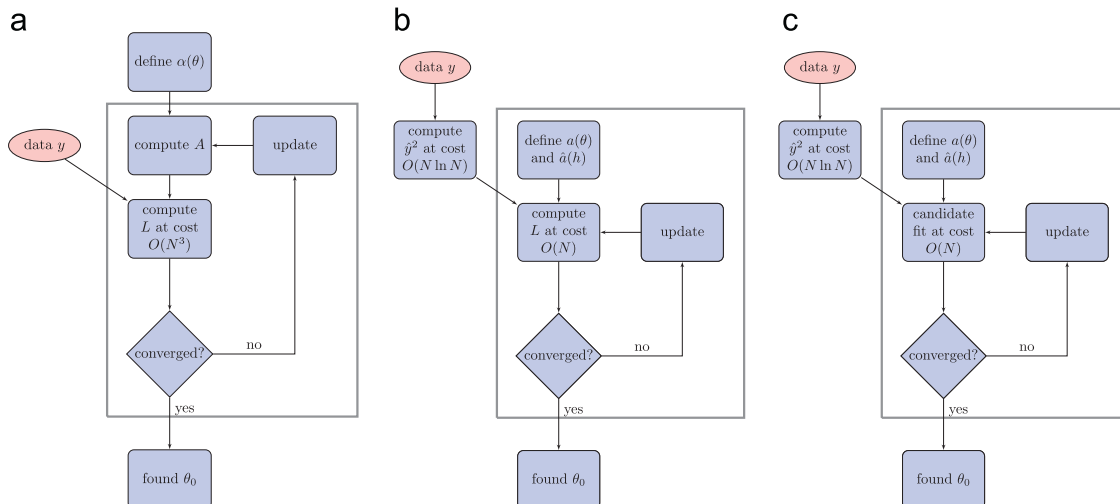 a
define α(θ)
data y
compute A
update
compute
L at cost
O(N³)
converged?
no
yes
found θ₀
b
data y
compute
ŷ² at cost
O(N ln N)
define a(θ)
and â(h)
compute
L at cost
O(N)
update
converged?
no
yes
found θ₀
c
data y
compute
ŷ² at cost
O(N ln N)
define a(θ)
and â(h)
candidate
fit at cost
O(N)
update
converged?
no
yes
found θ₀